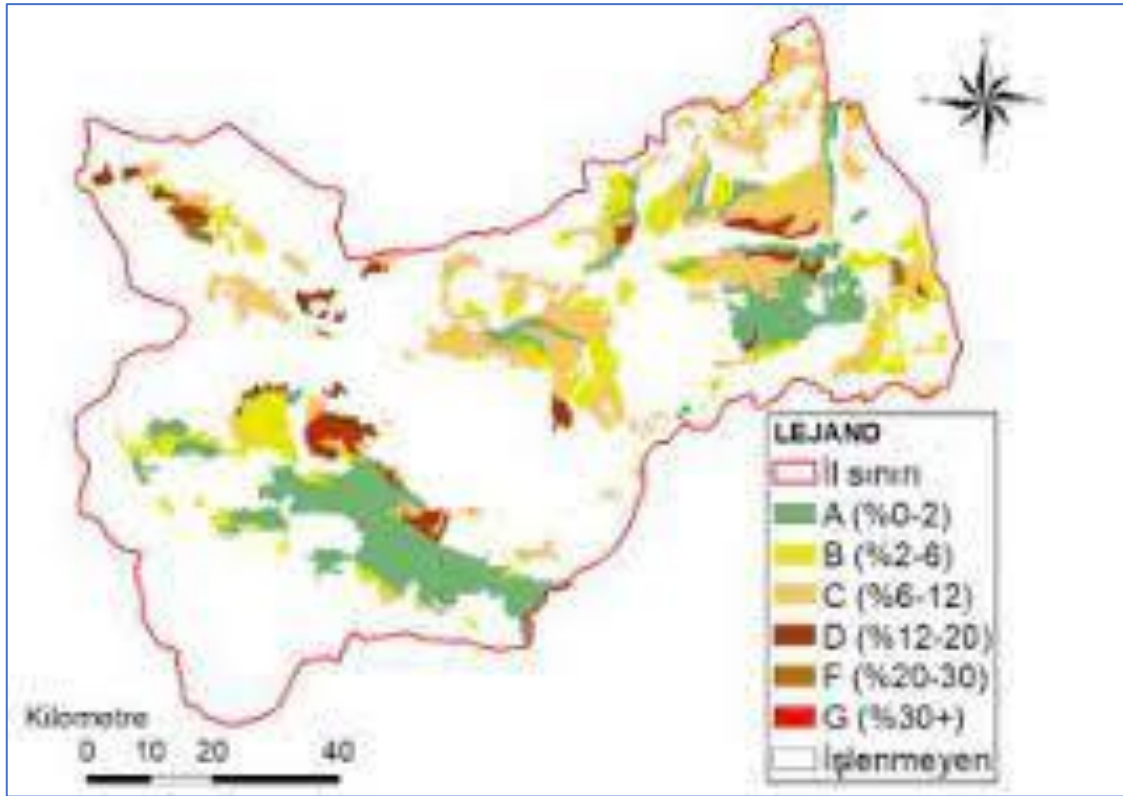 LEJAND
İl sınırı
A (%0-2)
B (%2-6)
C (%6-12)
D (%12-20)
F (%20-30)
G (%30+)
İşlenmeyen
Kilometre
0 10 20 40